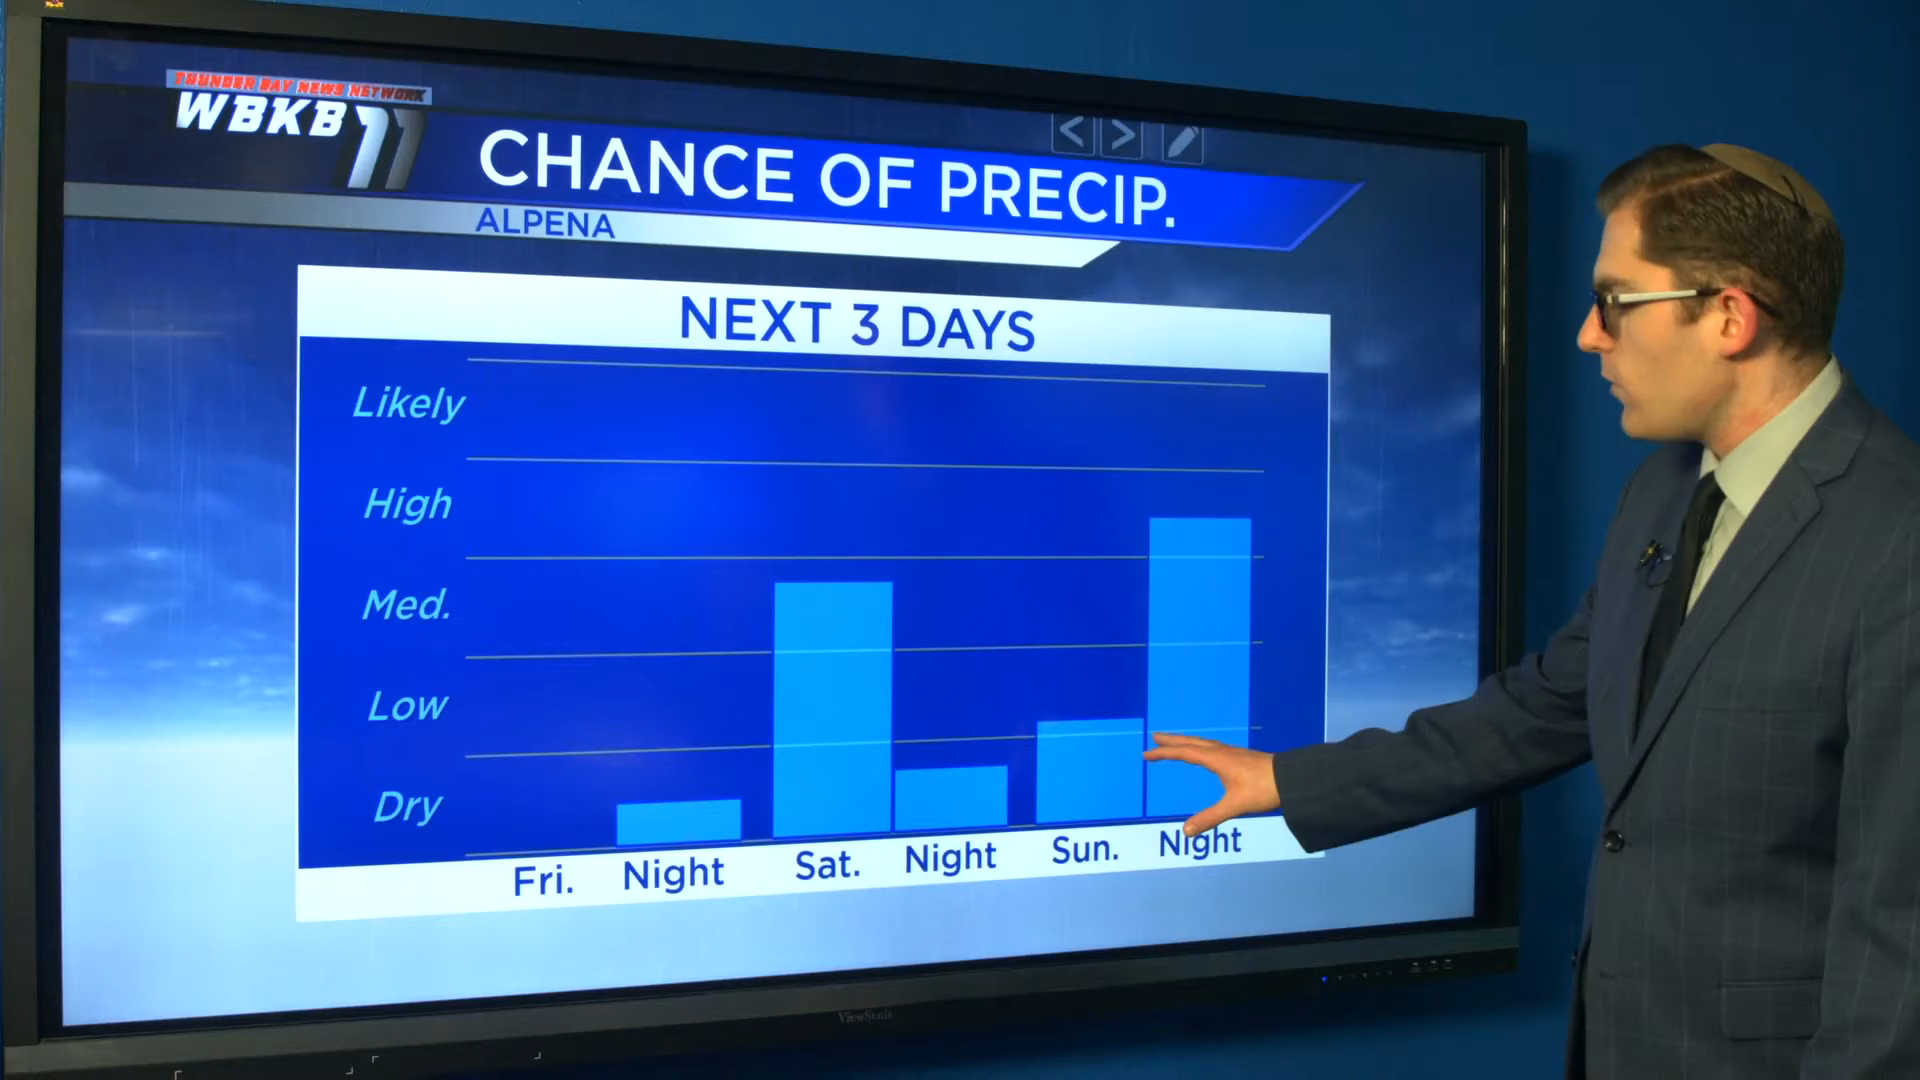 THUNDER BAY NEWS NETWORK
WBKB 11
CHANCE OF PRECIP.
ALPENA
NEXT 3 DAYS
Likely
High
Med.
Low
Dry
Fri. Night Sat. Night Sun. Night
ViewSonic